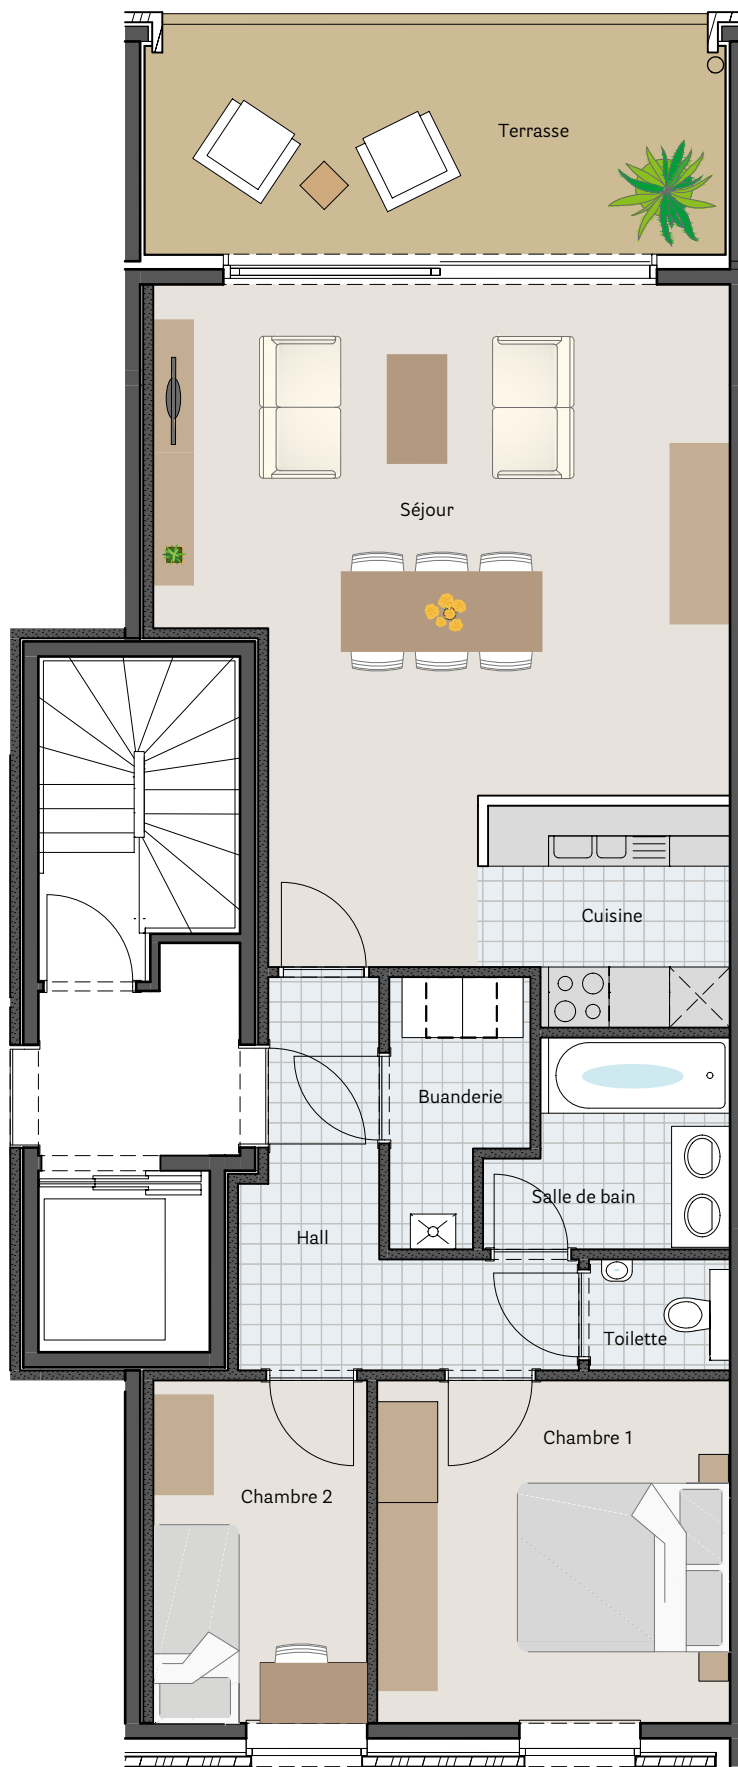 Terrasse
Séjour
Cuisine
Buanderie
Salle de bain
Hall
Toilette
Chambre 1
Chambre 2